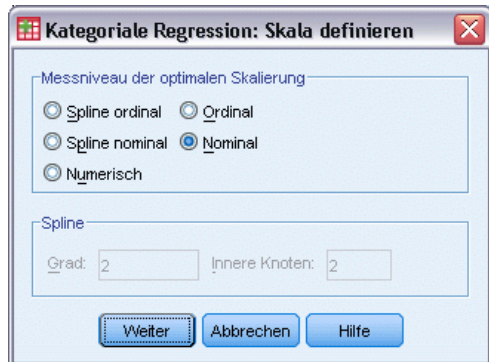 Kategoriale Regression: Skala definieren
Messniveau der optimalen Skalierung
Spline ordinal Ordinal
Spline nominal Nominal
Numerisch
Spline
Grad: 2 Innere Knoten: 2
Weiter Abbrechen Hilfe